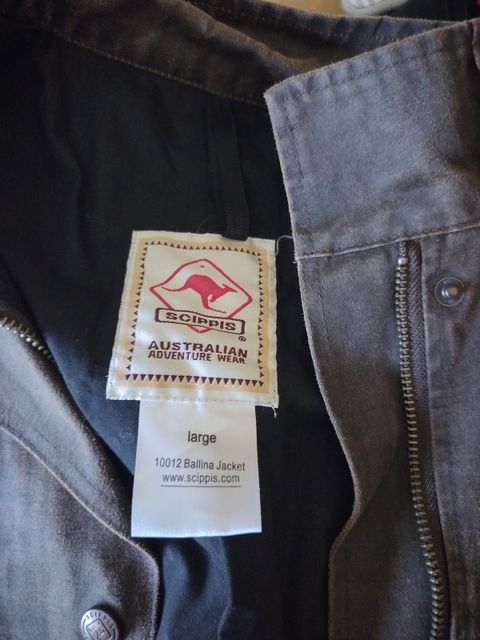 SCIPPIS
®
AUSTRALIAN
ADVENTURE WEAR
large
10012 Ballina Jacket
www.scippis.com